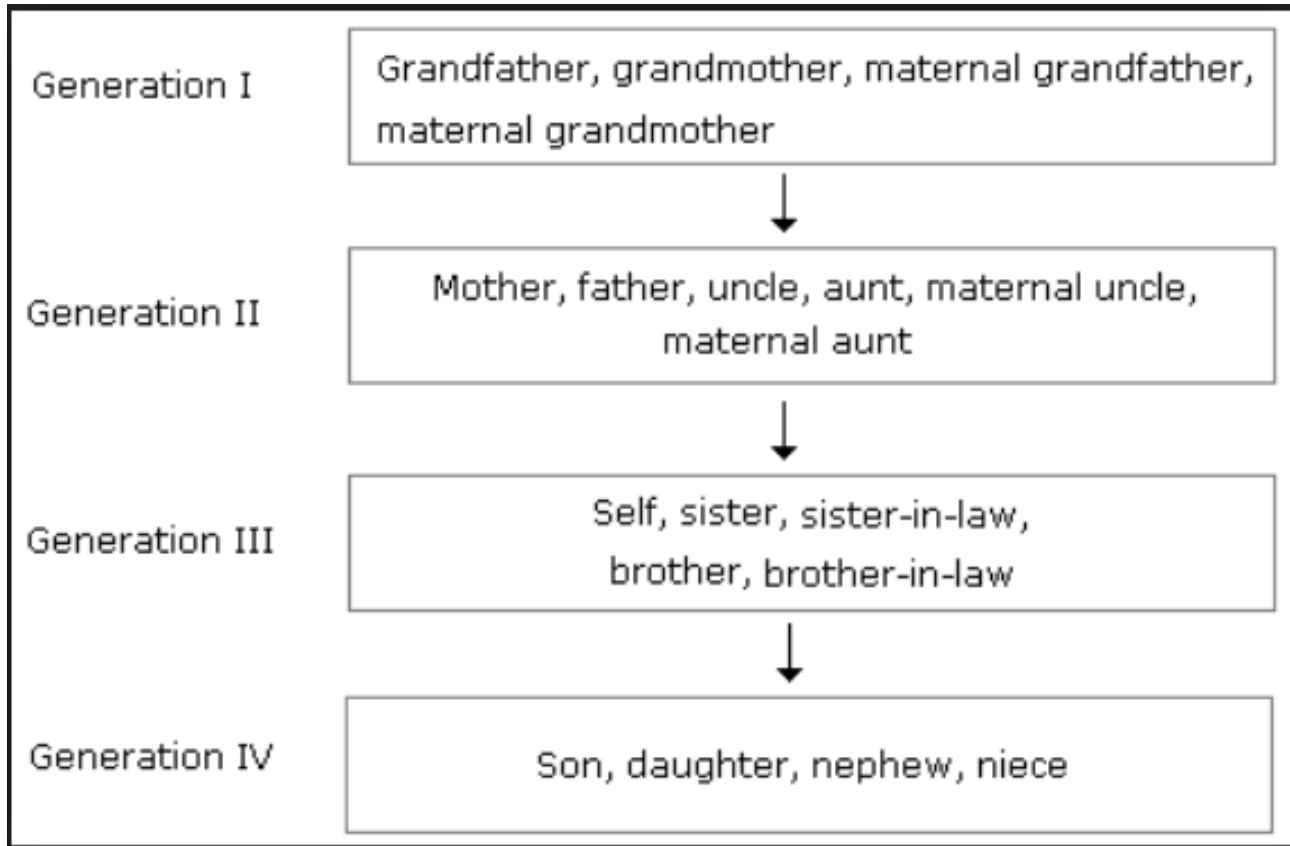 Generation I
Grandfather, grandmother, maternal grandfather,
maternal grandmother
Generation II
Mother, father, uncle, aunt, maternal uncle,
maternal aunt
Generation III
Self, sister, sister-in-law,
brother, brother-in-law
Generation IV
Son, daughter, nephew, niece